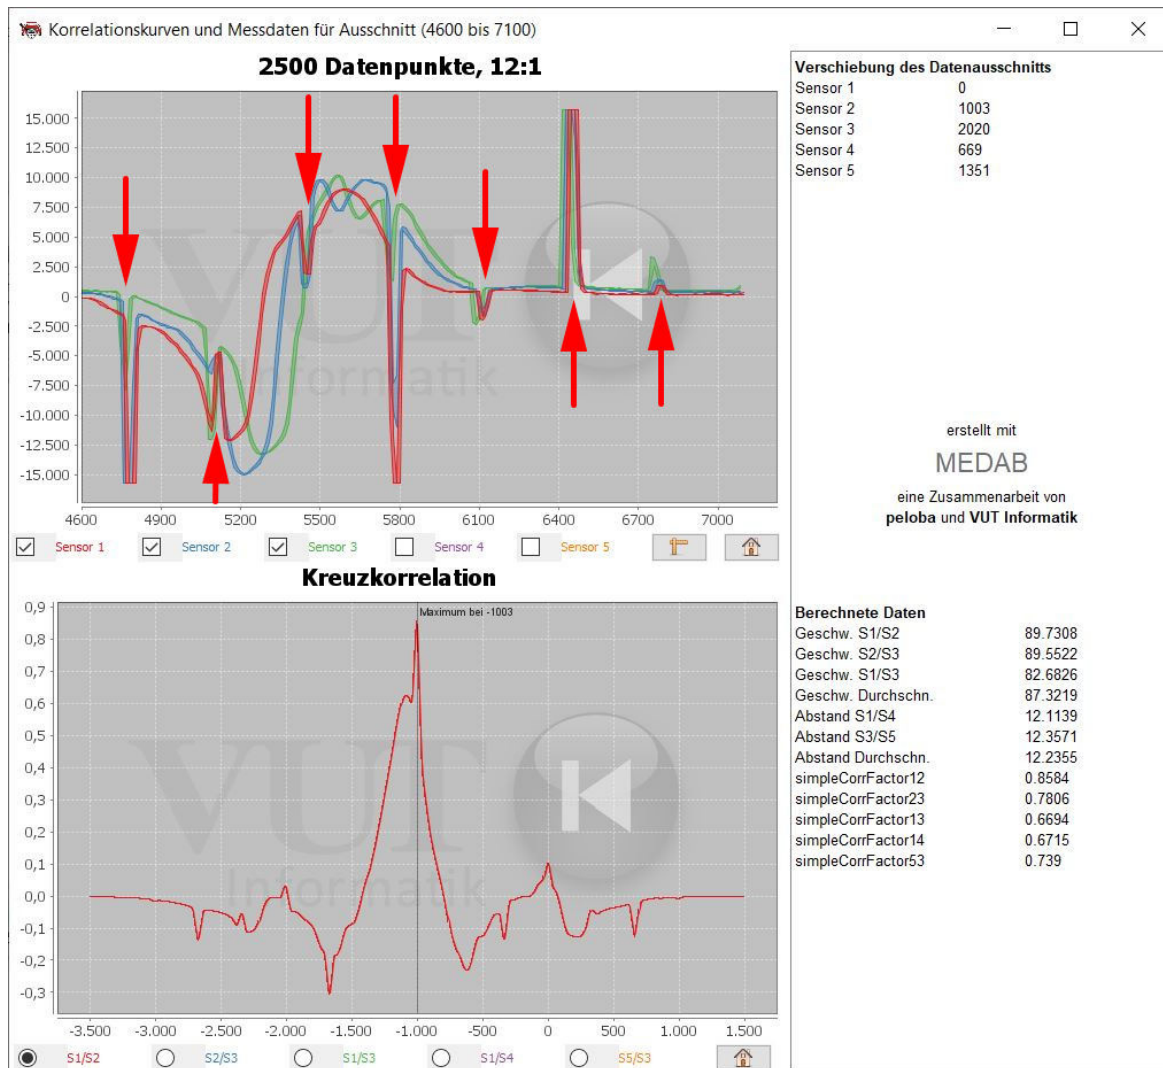 Korrelationskurven und Messdaten für Ausschnitt (4600 bis 7100)
2500 Datenpunkte, 12:1
15.000
12.500
10.000
7.500
5.000
2.500
0
-2.500
-5.000
-7.500
-10.000
-12.500
-15.000
VUT
Informatik
4600 4900 5200 5500 5800 6100 6400 6700 7000
Sensor 1 Sensor 2 Sensor 3 Sensor 4 Sensor 5
Kreuzkorrelation
0,9
0,8
0,7
0,6
0,5
0,4
0,3
0,2
0,1
0,0
-0,1
-0,2
-0,3
Maximum bei -1003
VUT
Informatik
-3.500 -3.000 -2.500 -2.000 -1.500 -1.000 -500 0 500 1.000 1.500
S1/S2 S2/S3 S1/S3 S1/S4 S5/S3
Verschiebung des Datenausschnitts
Sensor 1 0
Sensor 2 1003
Sensor 3 2020
Sensor 4 669
Sensor 5 1351
erstellt mit
MEDAB
eine Zusammenarbeit von
peloba und VUT Informatik
Berechnete Daten
Geschw. S1/S2 89.7308
Geschw. S2/S3 89.5522
Geschw. S1/S3 82.6826
Geschw. Durchschn. 87.3219
Abstand S1/S4 12.1139
Abstand S3/S5 12.3571
Abstand Durchschn. 12.2355
simpleCorrFactor12 0.8584
simpleCorrFactor23 0.7806
simpleCorrFactor13 0.6694
simpleCorrFactor14 0.6715
simpleCorrFactor53 0.739